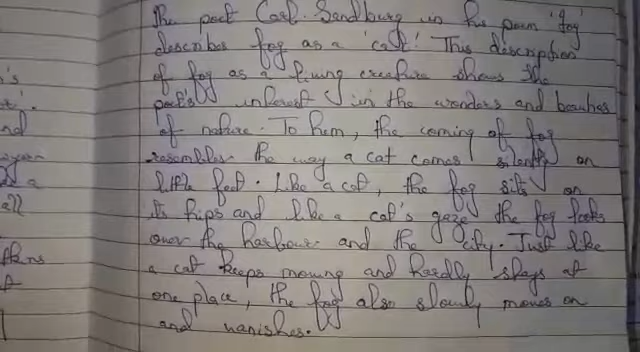 The poet Carl. Sandburg in the poem 'fog'
describes fog as a 'cat'. This description
of fog as a living creature shows the
poet's interest in the wonders and beauties
of nature. To him, the coming of fog
resembles the way a cat comes silently on
little feet. Like a cat, the fog sits on
its hips and like a cat's gaze the fog looks
over the harbour and the city. Just like
a cat keeps moving and hardly stays at
one place, the fog also slowly moves on
and vanishes.
's
t'.
nd
a
all